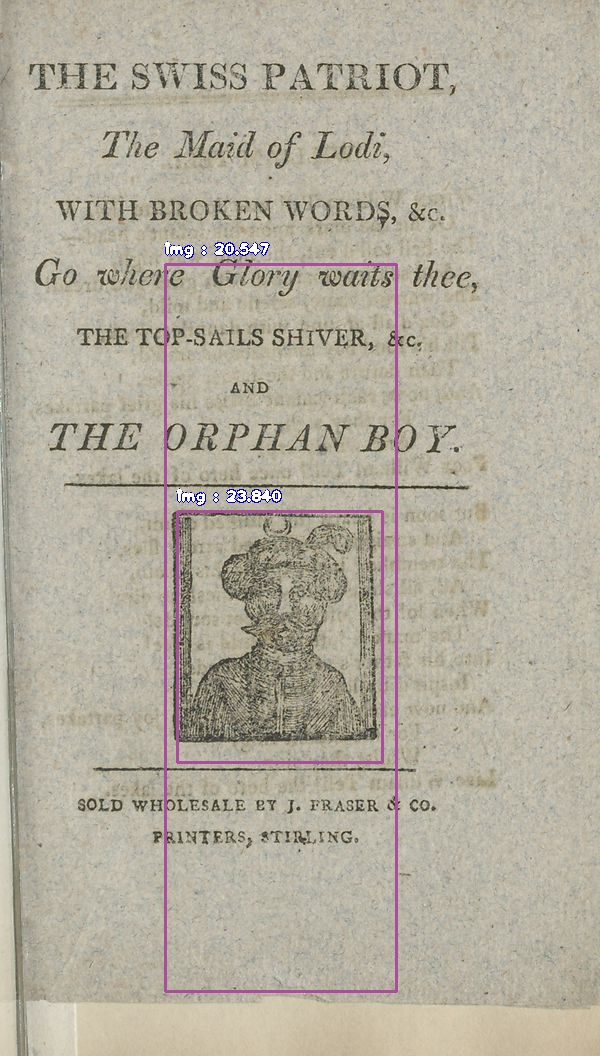 THE SWISS PATRIOT,
The Maid of Lodi,
WITH BROKEN WORDS, &c.
img : 20.547
Go where Glory waits thee,
THE TOP-SAILS SHIVER, &c.
AND
THE ORPHAN BOY.
img : 23.840
SOLD WHOLESALE BY J. FRASER & CO.
PRINTERS, STIRLING.